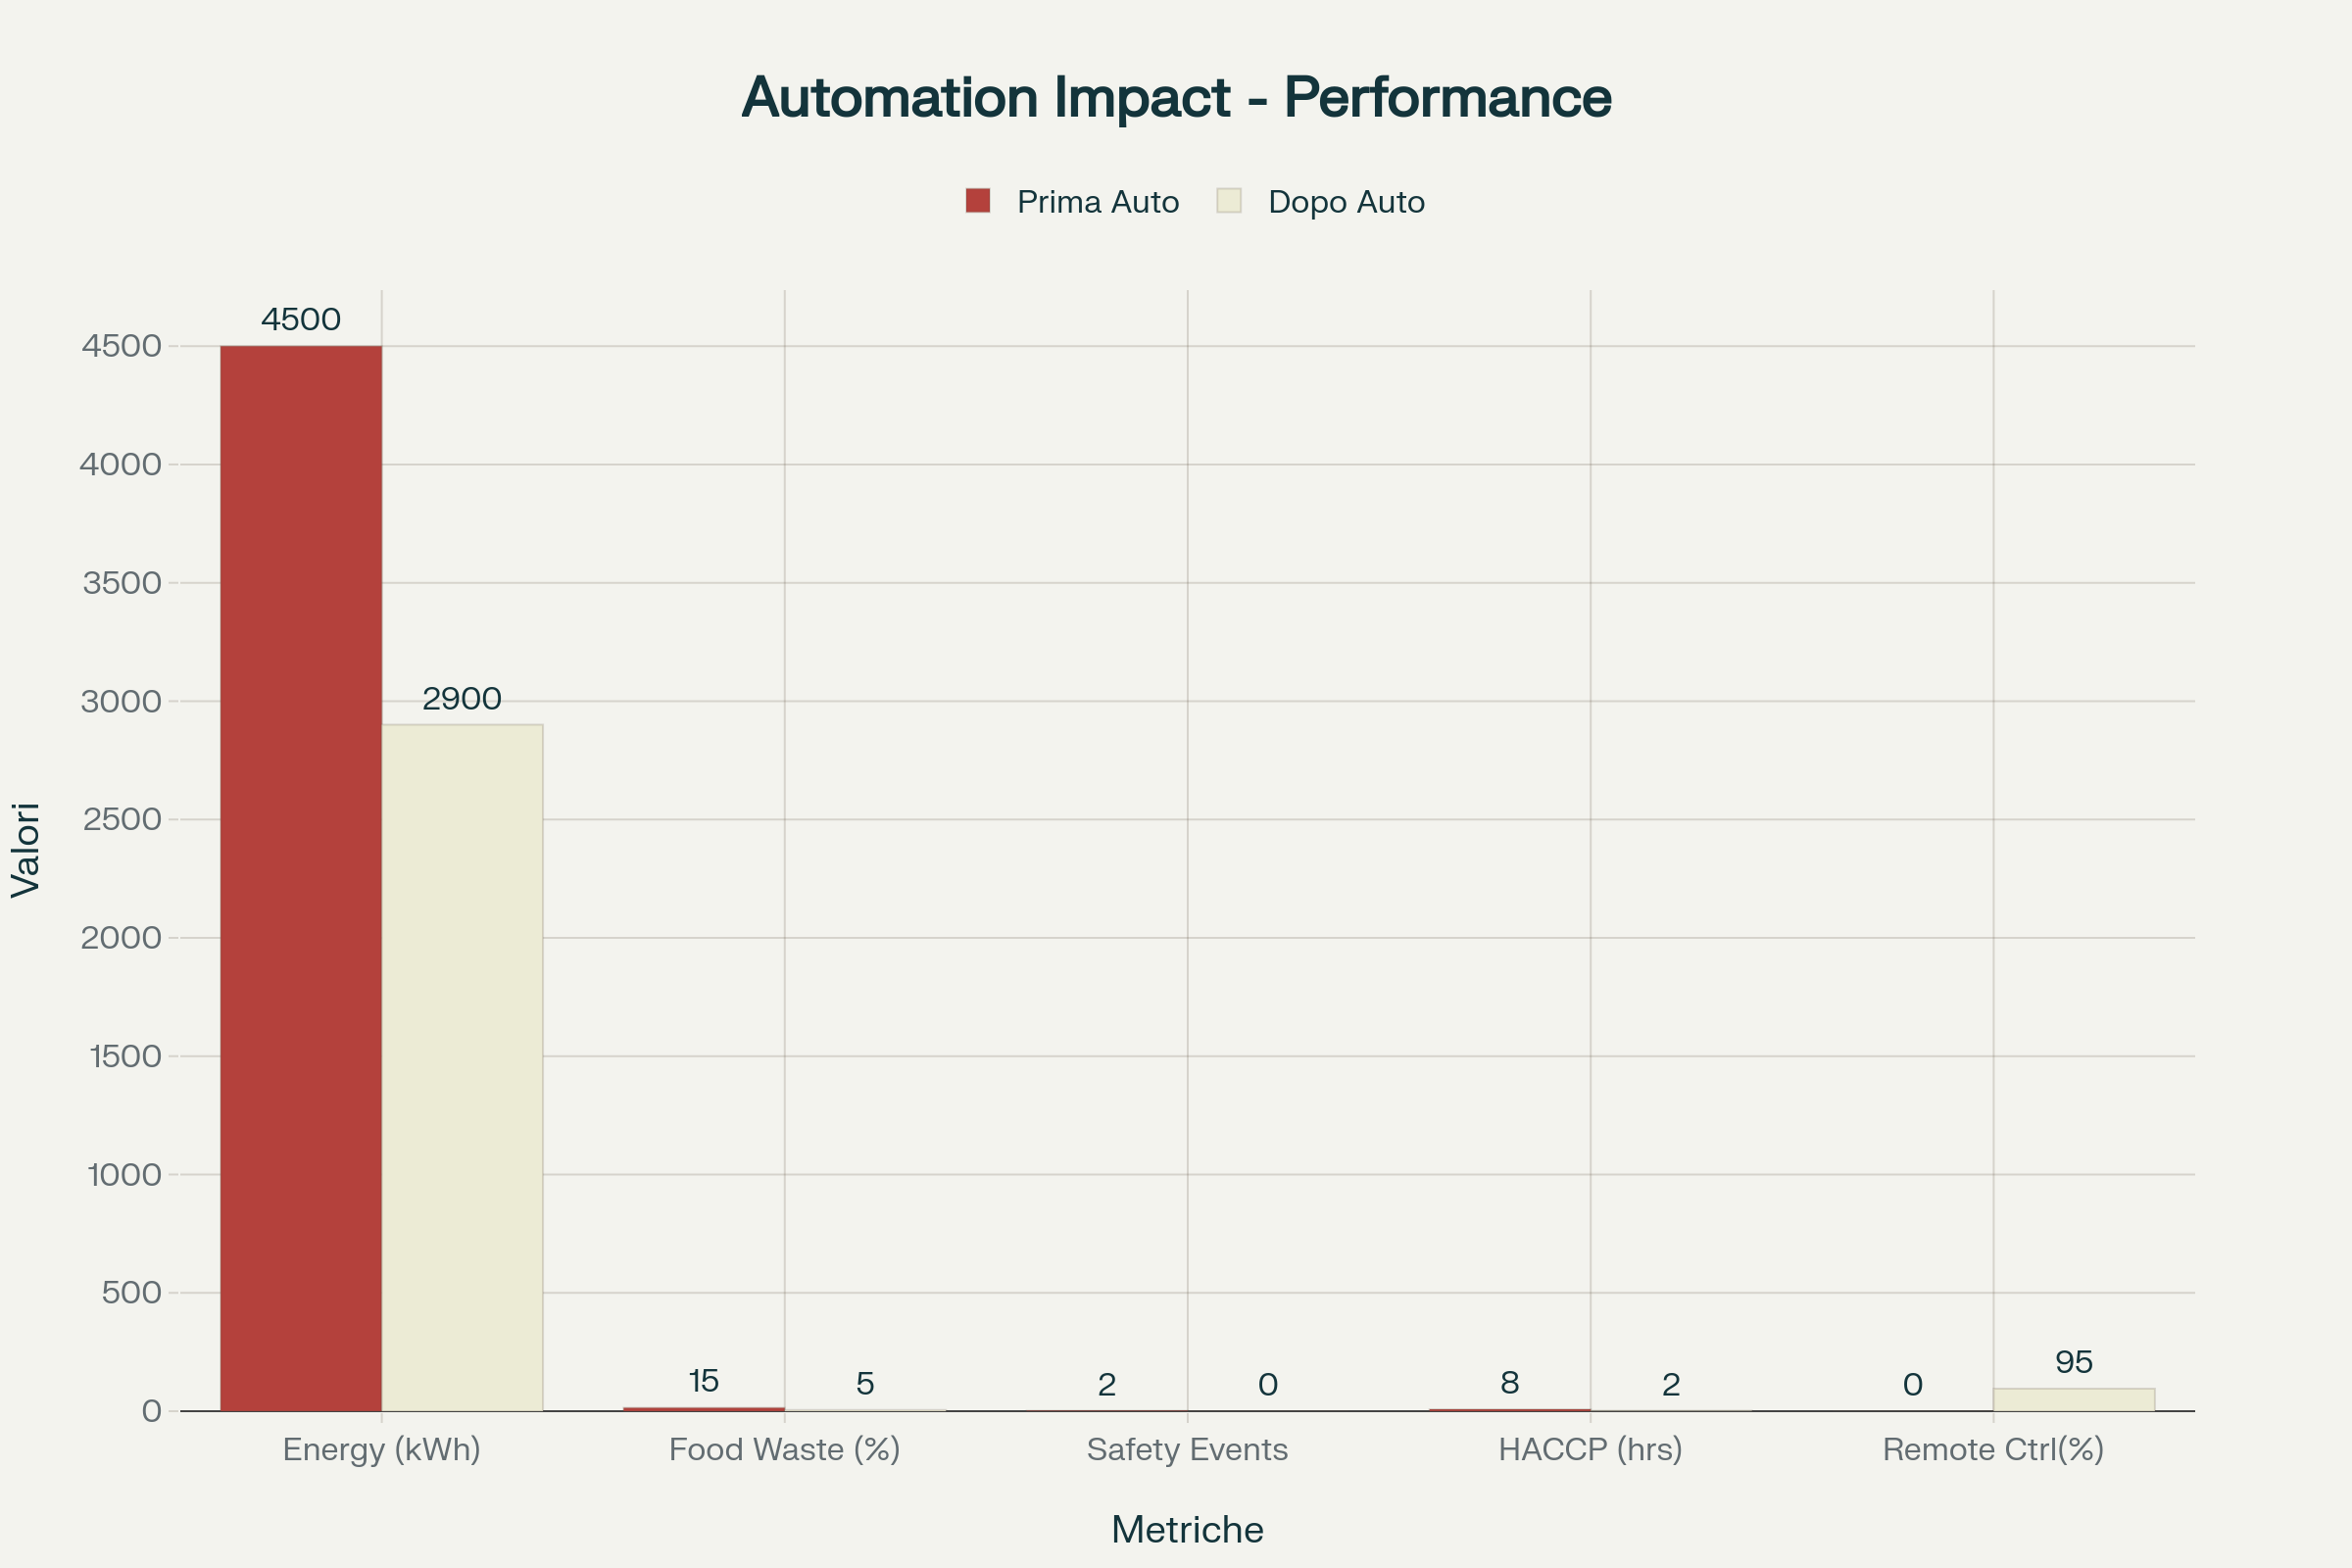 Automation Impact - Performance
Prima Auto
Dopo Auto
Valori
4500
4000
3500
3000
2500
2000
1500
1000
500
0
4500
2900
15
5
2
0
8
2
0
95
Energy (kWh)
Food Waste (%)
Safety Events
HACCP (hrs)
Remote Ctrl(%)
Metriche